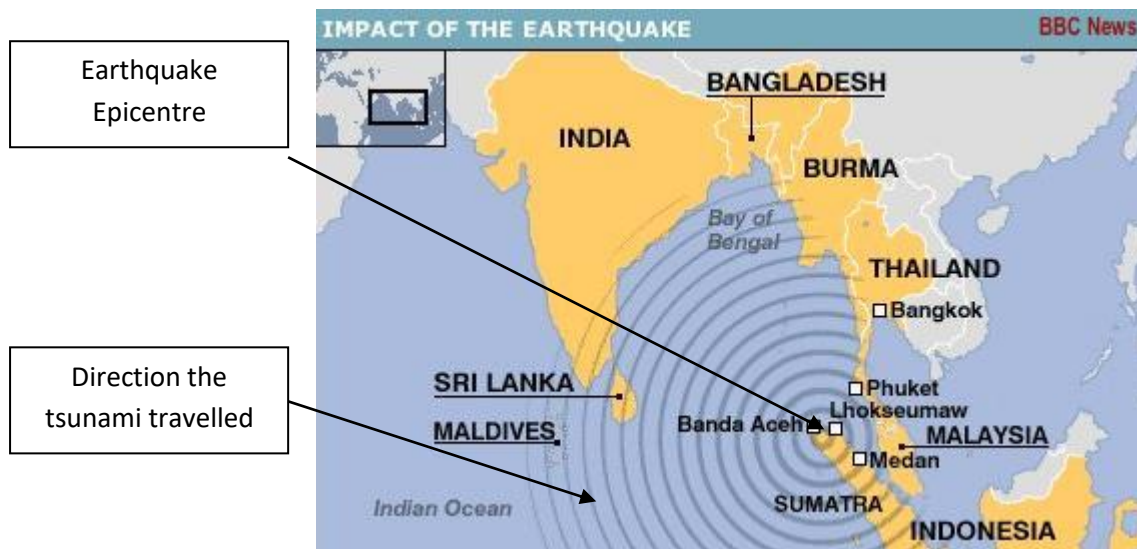 Earthquake
Epicentre
Direction the
tsunami travelled
IMPACT OF THE EARTHQUAKE
BBC News
BANGLADESH
INDIA
BURMA
Bay of
Bengal
THAILAND
Bangkok
SRI LANKA
Phuket
Lhokseumaw
Banda Aceh
MALDIVES
MALAYSIA
Medan
SUMATRA
Indian Ocean
INDONESIA